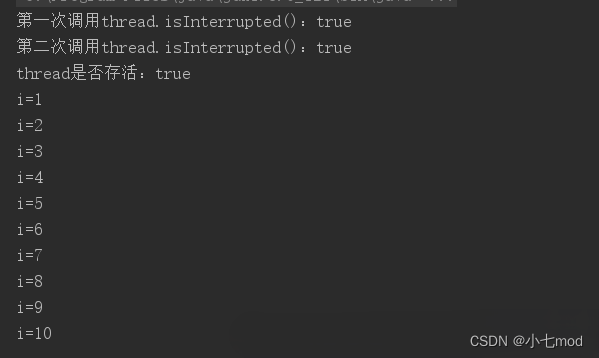 第一次调用thread.isInterrupted()：true
第二次调用thread.isInterrupted()：true
thread是否存活：true
i=1
i=2
i=3
i=4
i=5
i=6
i=7
i=8
i=9
i=10
CSDN @小七mod